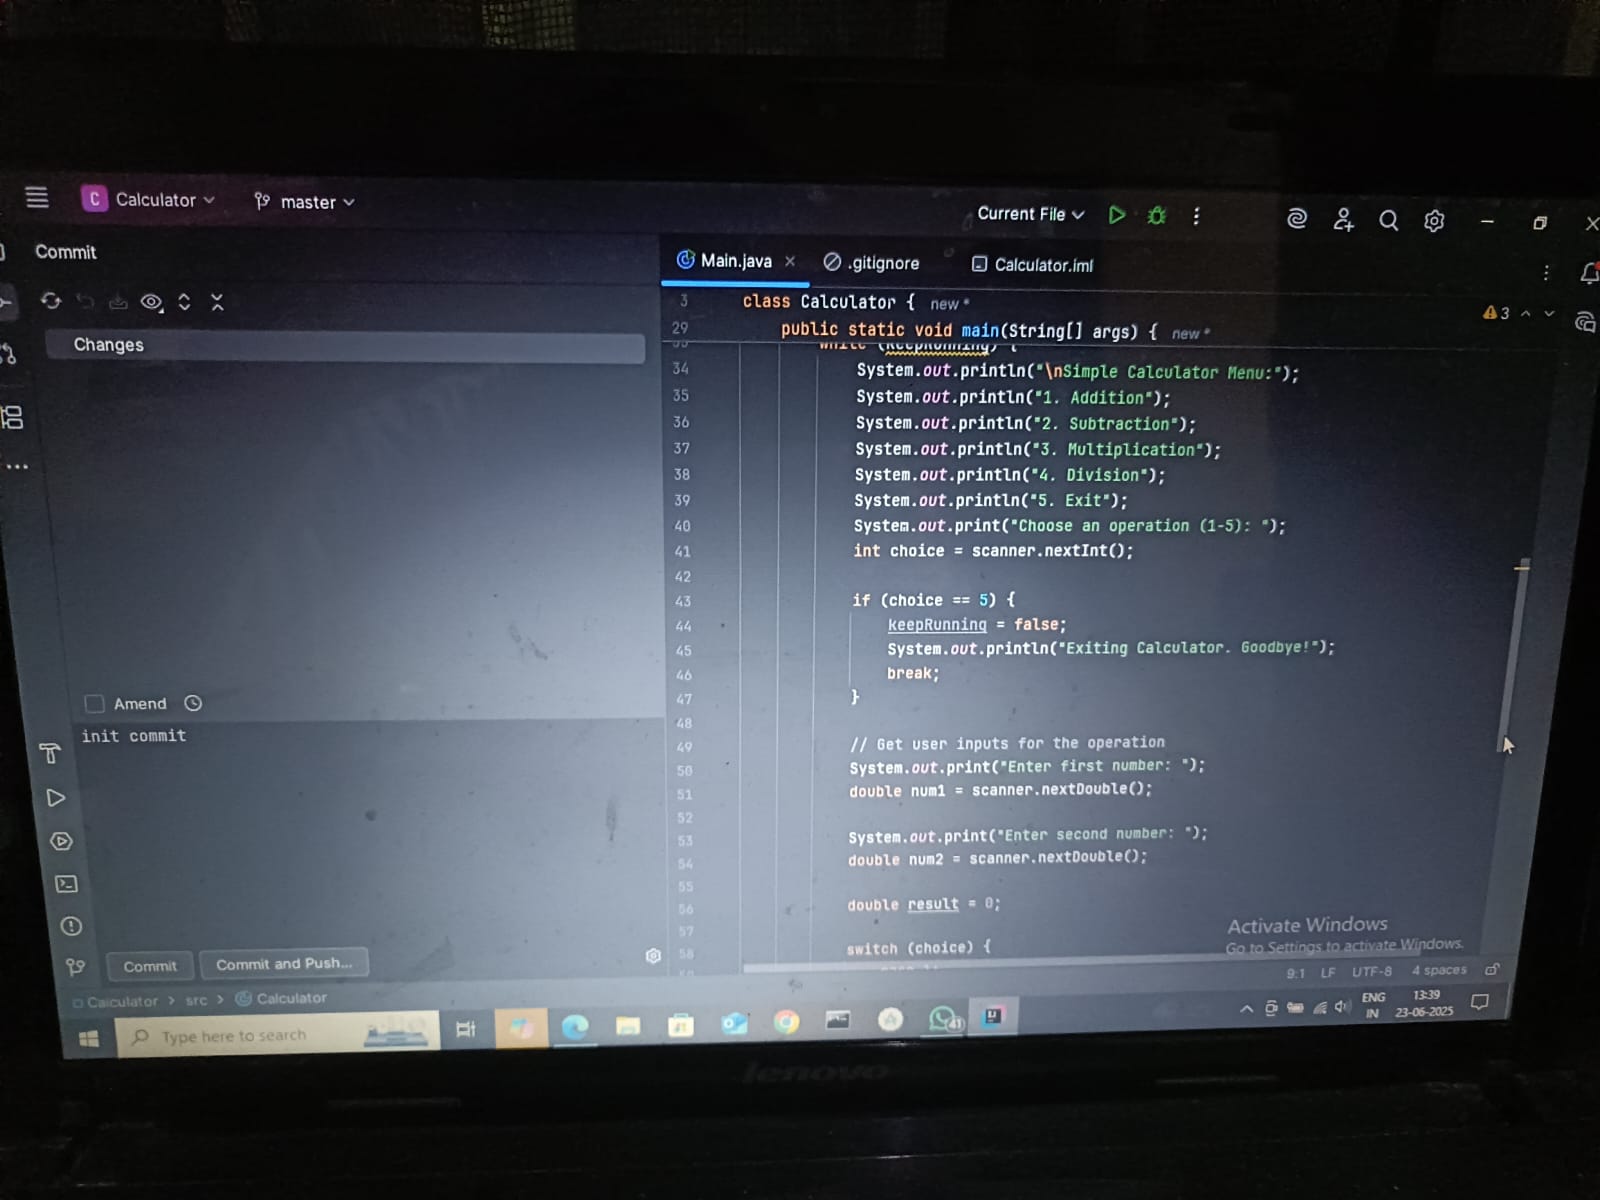 C Calculator master
Current File
Commit
Main.java .gitignore Calculator.iml
Changes
3 class Calculator { new *
29 public static void main(String[] args) { new *
3
while (keepRunning) {
34 System.out.println("\nSimple Calculator Menu:");
35 System.out.println("1. Addition");
36 System.out.println("2. Subtraction");
37 System.out.println("3. Multiplication");
38 System.out.println("4. Division");
39 System.out.println("5. Exit");
40 System.out.print("Choose an operation (1-5): ");
41 int choice = scanner.nextInt();
42
43 if (choice == 5) {
44 keepRunning = false;
45 System.out.println("Exiting Calculator. Goodbye!");
46 break;
47 }
48
49 // Get user inputs for the operation
50 System.out.print("Enter first number: ");
51 double num1 = scanner.nextDouble();
52
53 System.out.print("Enter second number: ");
54 double num2 = scanner.nextDouble();
55
56 double result = 0;
57
58 switch (choice) {
Amend
init commit
Commit Commit and Push...
Activate Windows
Go to Settings to activate Windows.
9:1 LF UTF-8 4 spaces
Calculator > src > Calculator
Type here to search
41
ENG
IN
13:39
23-06-2025
lenovo